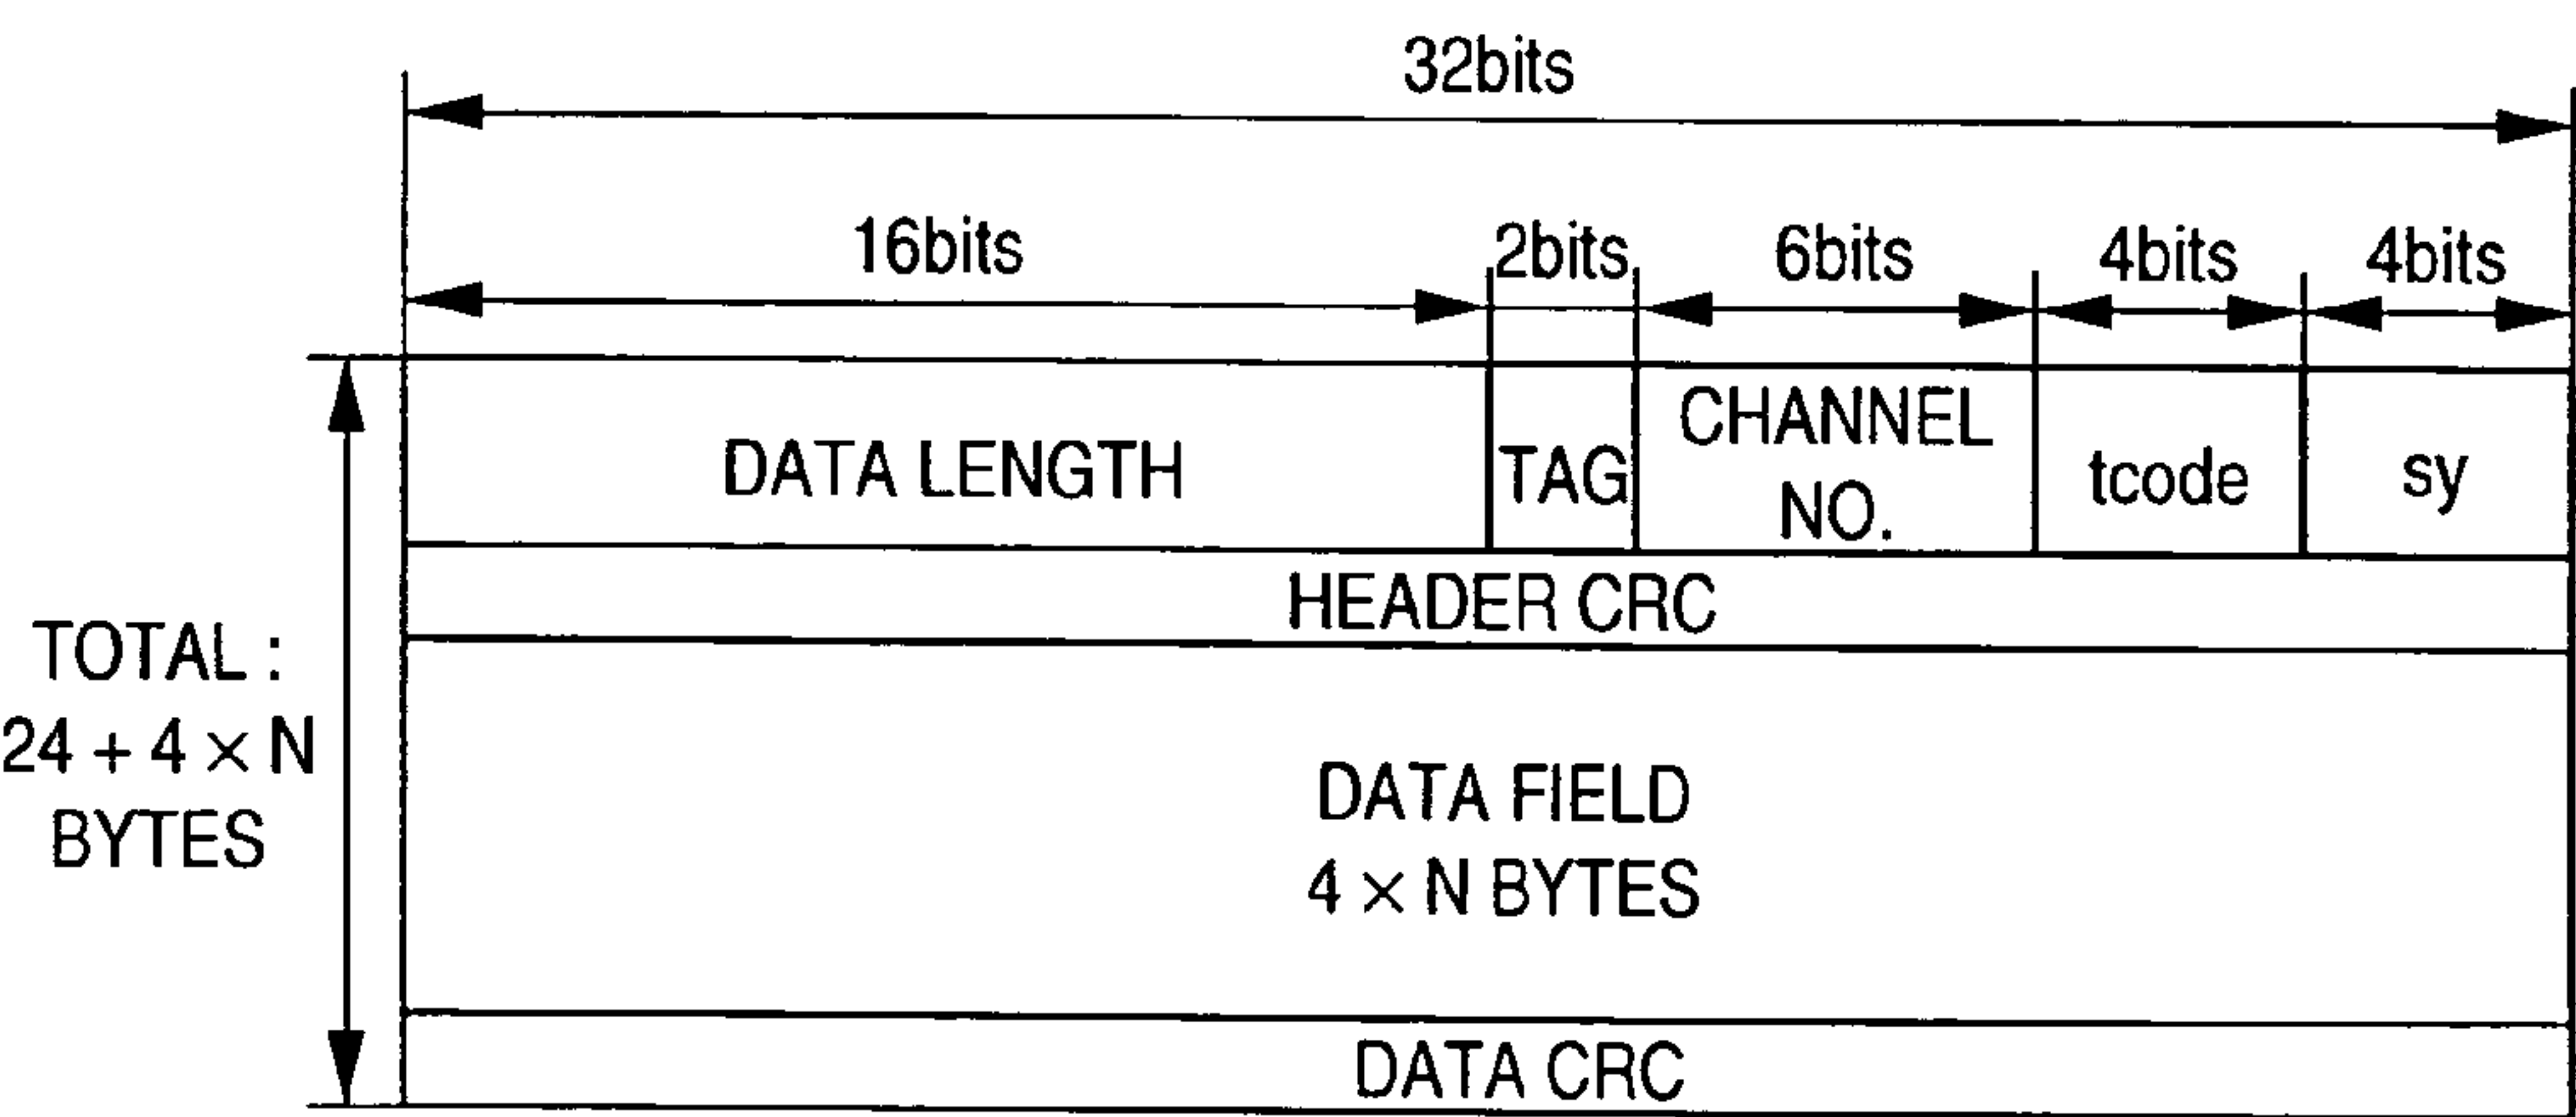 32bits
16bits 2bits 6bits 4bits 4bits
DATA LENGTH TAG CHANNEL NO. tcode sy
HEADER CRC
TOTAL :
24 + 4 × N
BYTES
DATA FIELD
4 × N BYTES
DATA CRC